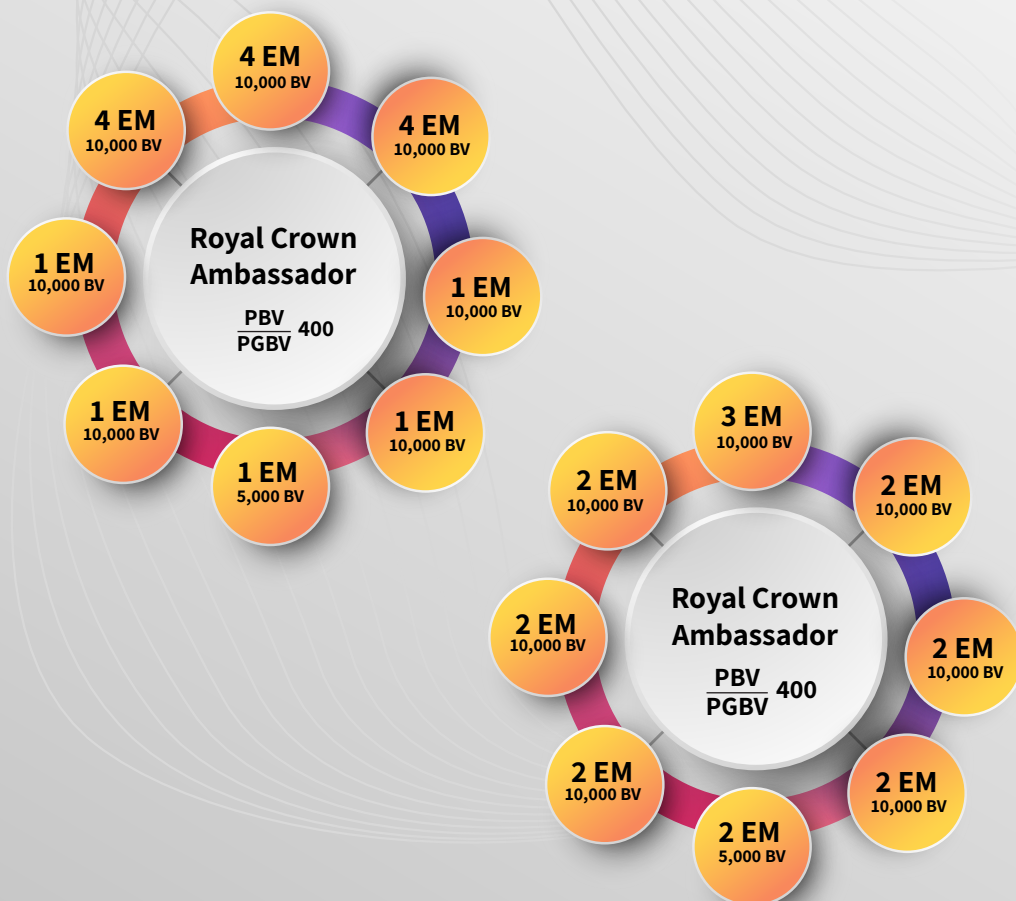 4 EM
10,000 BV
4 EM
10,000 BV
4 EM
10,000 BV
1 EM
10,000 BV
1 EM
10,000 BV
1 EM
10,000 BV
1 EM
10,000 BV
1 EM
5,000 BV
Royal Crown
Ambassador
PBV
PGBV
400
3 EM
10,000 BV
2 EM
10,000 BV
2 EM
10,000 BV
2 EM
10,000 BV
2 EM
10,000 BV
2 EM
10,000 BV
2 EM
10,000 BV
2 EM
5,000 BV
Royal Crown
Ambassador
PBV
PGBV
400